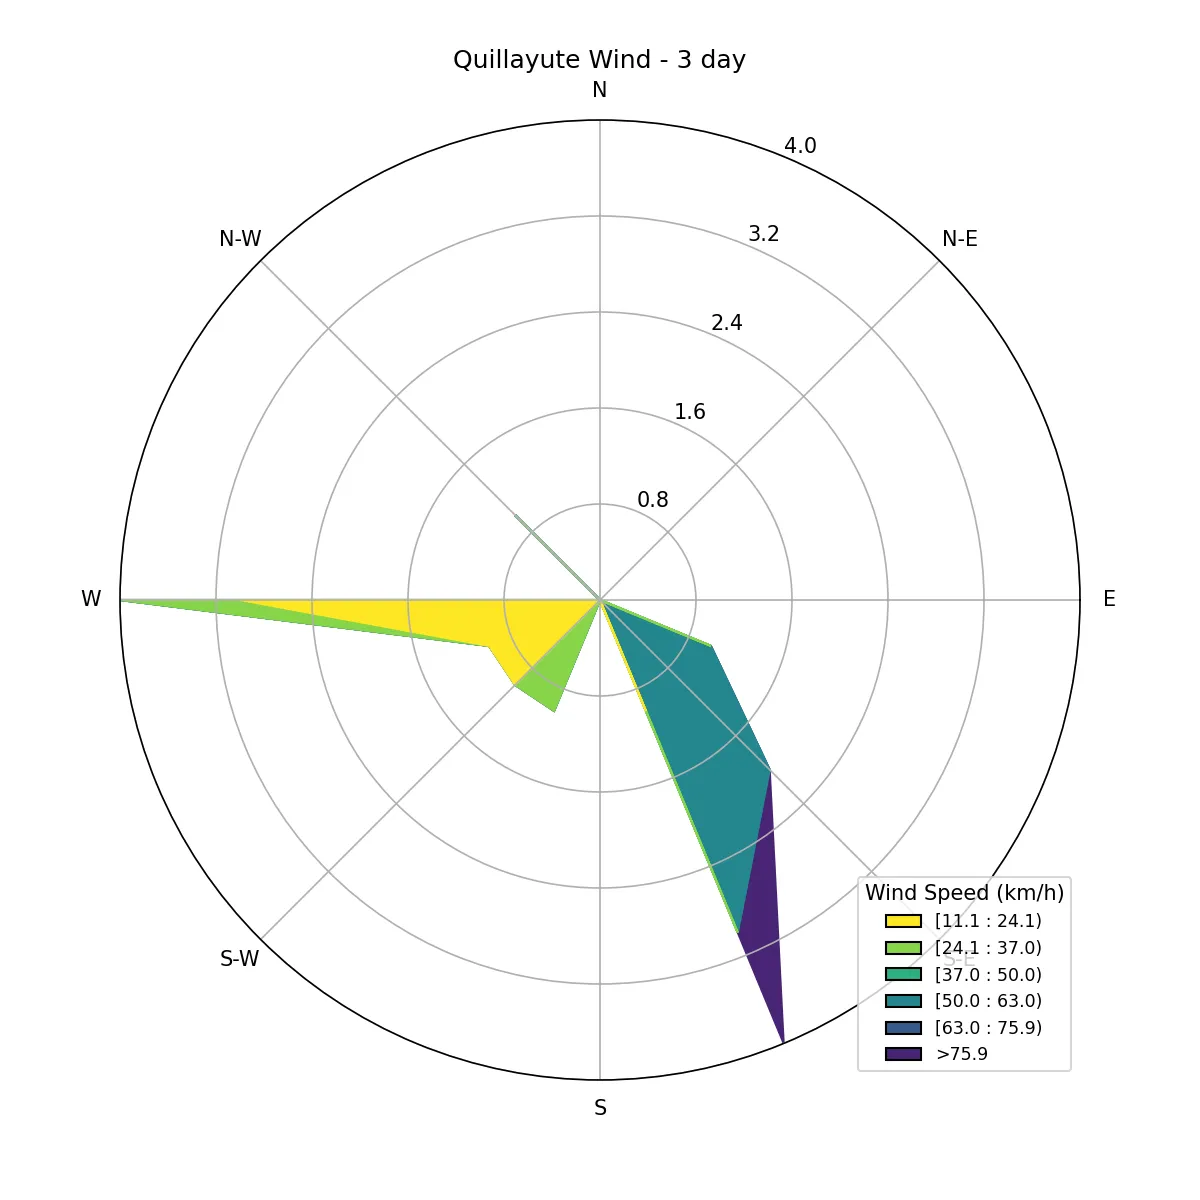 Quillayute Wind - 3 day
N
4.0
N-W
3.2
N-E
2.4
1.6
0.8
W
E
Wind Speed (km/h)
[11.1 : 24.1)
[24.1 : 37.0)
[37.0 : 50.0)
[50.0 : 63.0)
[63.0 : 75.9)
>75.9
S-W
S-E
S